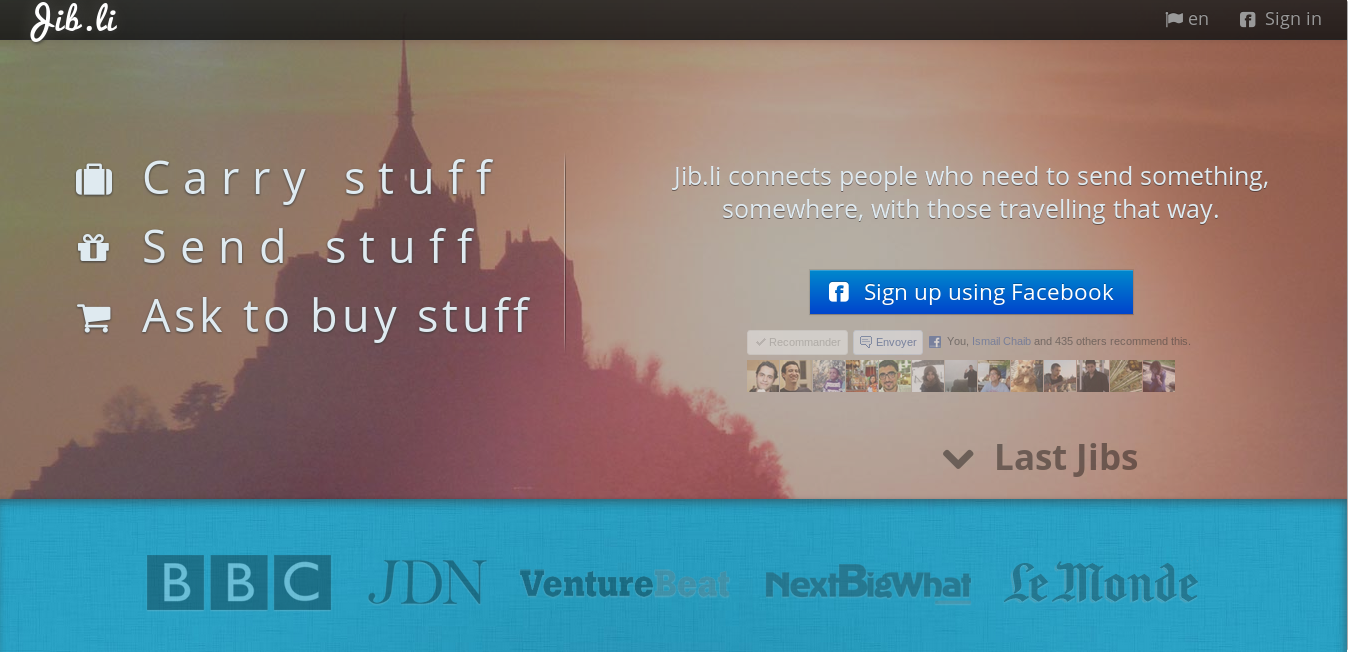 Jib.li
en
Sign in
Carry stuff
Send stuff
Ask to buy stuff
Jib.li connects people who need to send something,
somewhere, with those travelling that way.
Sign up using Facebook
Recommander
Envoyer
You, Ismail Chaib and 435 others recommend this.
Last Jibs
BBC
JDN
VentureBeat
NextBigWhat
Le Monde